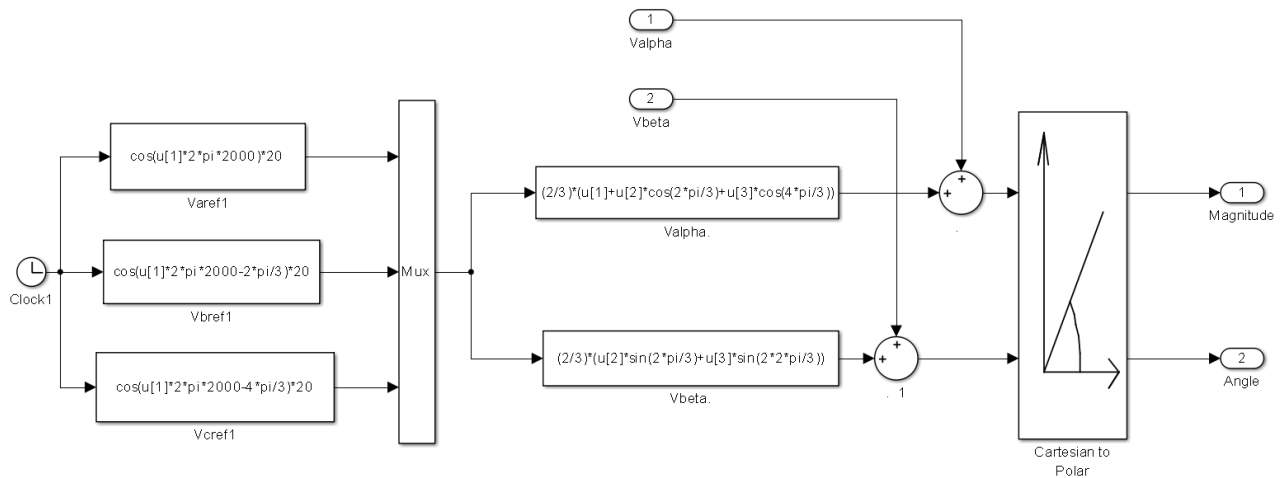 1
Valpha
2
Vbeta
cos(u[1]*2*pi*2000)*20
Varef1
cos(u[1]*2*pi*2000-2*pi/3)*20
Vbref1
cos(u[1]*2*pi*2000-4*pi/3)*20
Vcref1
Clock1
Mux
(2/3)*(u[1]+u[2]*cos(2*pi/3)+u[3]*cos(4*pi/3))
Valpha.
(2/3)*(u[2]*sin(2*pi/3)+u[3]*sin(2*2*pi/3))
Vbeta.
+
+
.
+
+
. 1
Cartesian to
Polar
1
Magnitude
2
Angle